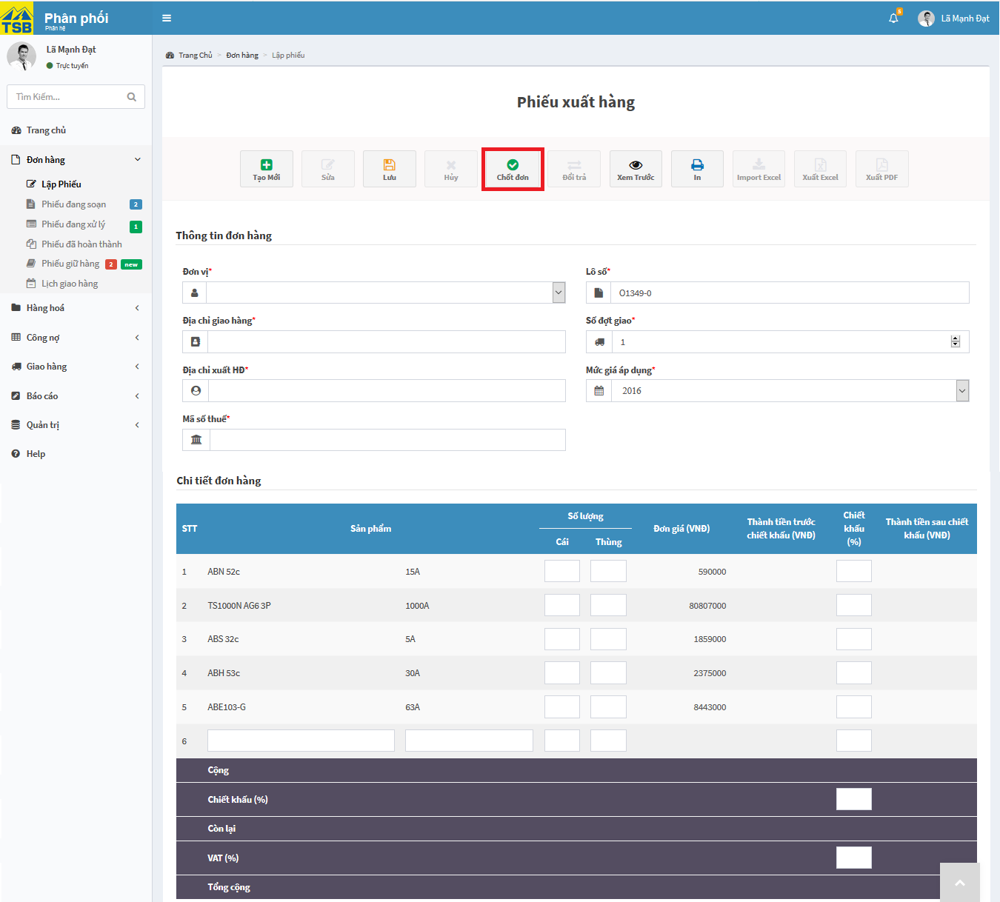 TSB
Phân phối
Phân hệ
5
Lã Mạnh Đạt
Lã Mạnh Đạt
Trực tuyến
Tìm Kiếm...
Trang chủ
Đơn hàng
Lập Phiếu
Phiếu đang soạn 2
Phiếu đang xử lý 1
Phiếu đã hoàn thành
Phiếu giữ hàng 2 new
Lịch giao hàng
Hàng hoá
Công nợ
Giao hàng
Báo cáo
Quản trị
Help
Trang Chủ > Đơn hàng > Lập phiếu
Phiếu xuất hàng
Tạo Mới Sửa Lưu Hủy Chốt đơn Đổi trả Xem Trước In Import Excel Xuất Excel Xuất PDF
Thông tin đơn hàng
Đơn vị* Lô số*
O1349-0
Địa chỉ giao hàng* Số đợt giao*
1
Địa chỉ xuất HĐ* Mức giá áp dụng*
2016
Mã số thuế*
Chi tiết đơn hàng
STT Sản phẩm Số lượng Đơn giá (VNĐ) Thành tiền trước chiết khấu (VNĐ) Chiết khấu (%) Thành tiền sau chiết khấu (VNĐ)
Cái Thùng
1 ABN 52c 15A 590000
2 TS1000N AG6 3P 1000A 80807000
3 ABS 32c 5A 1859000
4 ABH 53c 30A 2375000
5 ABE103-G 63A 8443000
6
Cộng
Chiết khấu (%)
Còn lại
VAT (%)
Tổng cộng